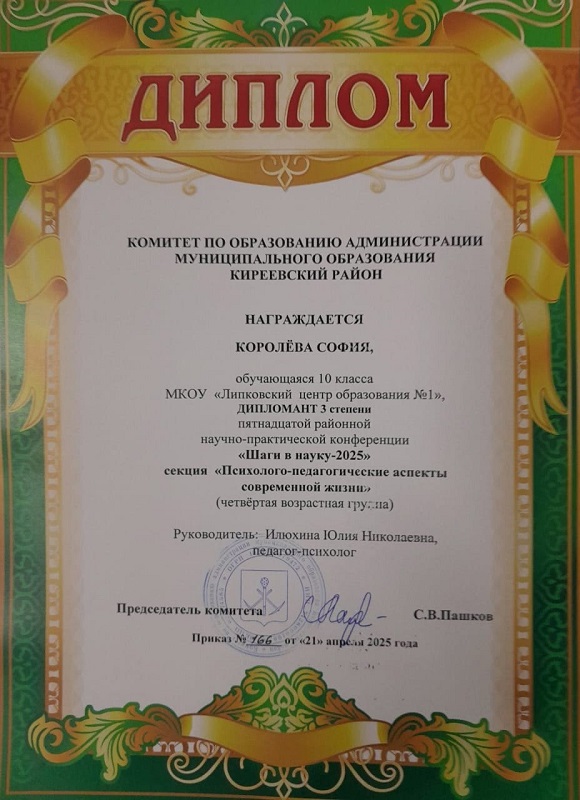 ДИПЛОМ
КОМИТЕТ ПО ОБРАЗОВАНИЮ АДМИНИСТРАЦИИ
МУНИЦИПАЛЬНОГО ОБРАЗОВАНИЯ
КИРЕЕВСКИЙ РАЙОН
НАГРАЖДАЕТСЯ
КОРОЛЁВА СОФИЯ,
обучающаяся 10 класса
МКОУ «Липковский центр образования №1»,
ДИПЛОМАНТ 3 степени
пятнадцатой районной
научно-практической конференции
«Шаги в науку-2025»
секция «Психолого-педагогические аспекты
современной жизни»
(четвёртая возрастная группа)
Руководитель: Илюхина Юлия Николаевна,
педагог-психолог
Председатель комитета С.В.Пашков
Приказ № 166 от «21» апреля 2025 года